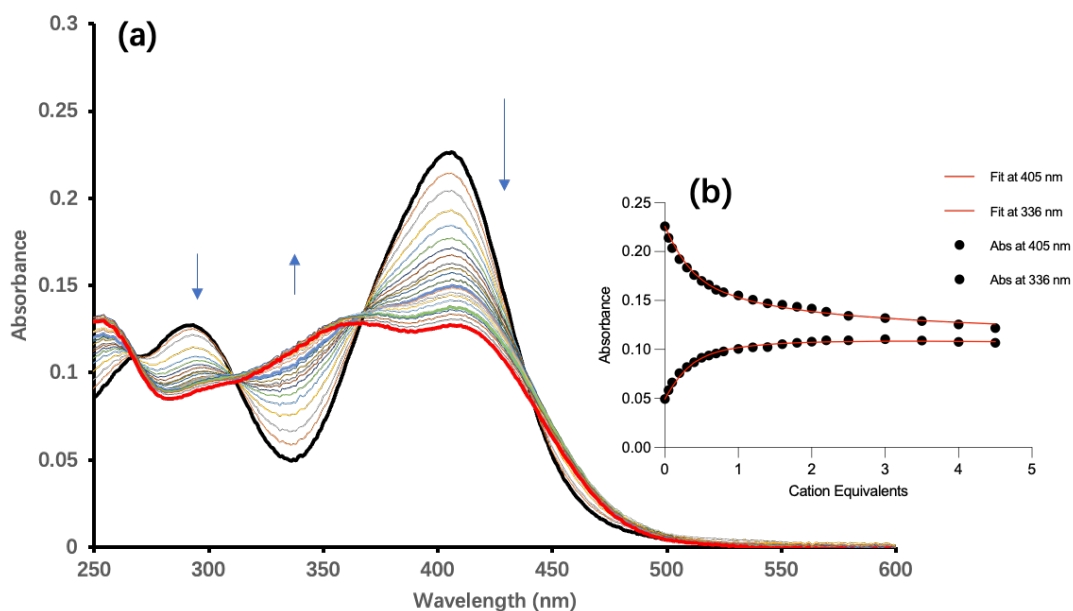 (a)
0.3
0.25
0.2
0.15
0.1
0.05
0
Absorbance
250 300 350 400 450 500 550 600
Wavelength (nm)
(b)
Fit at 405 nm
Fit at 336 nm
Abs at 405 nm
Abs at 336 nm
0.25
0.20
0.15
0.10
0.05
0.00
Absorbance
0 1 2 3 4 5
Cation Equivalents